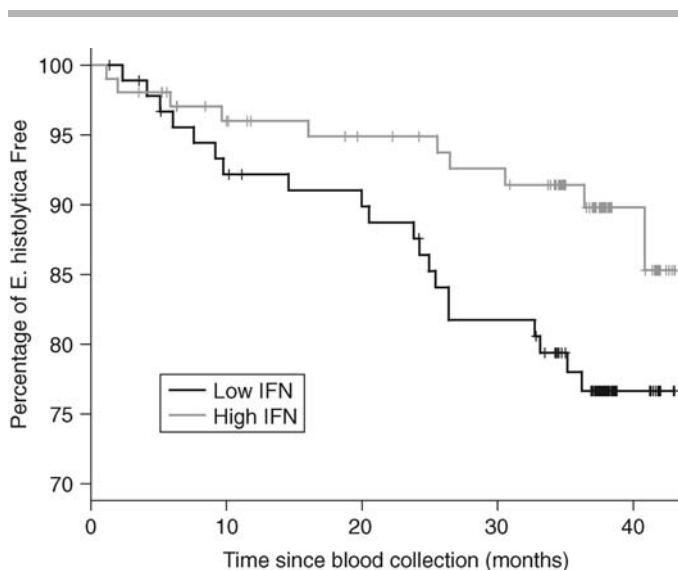 100
95
90
85
80
75
70
Percentage of E. histolytica Free
Low IFN
High IFN
0 10 20 30 40
Time since blood collection (months)